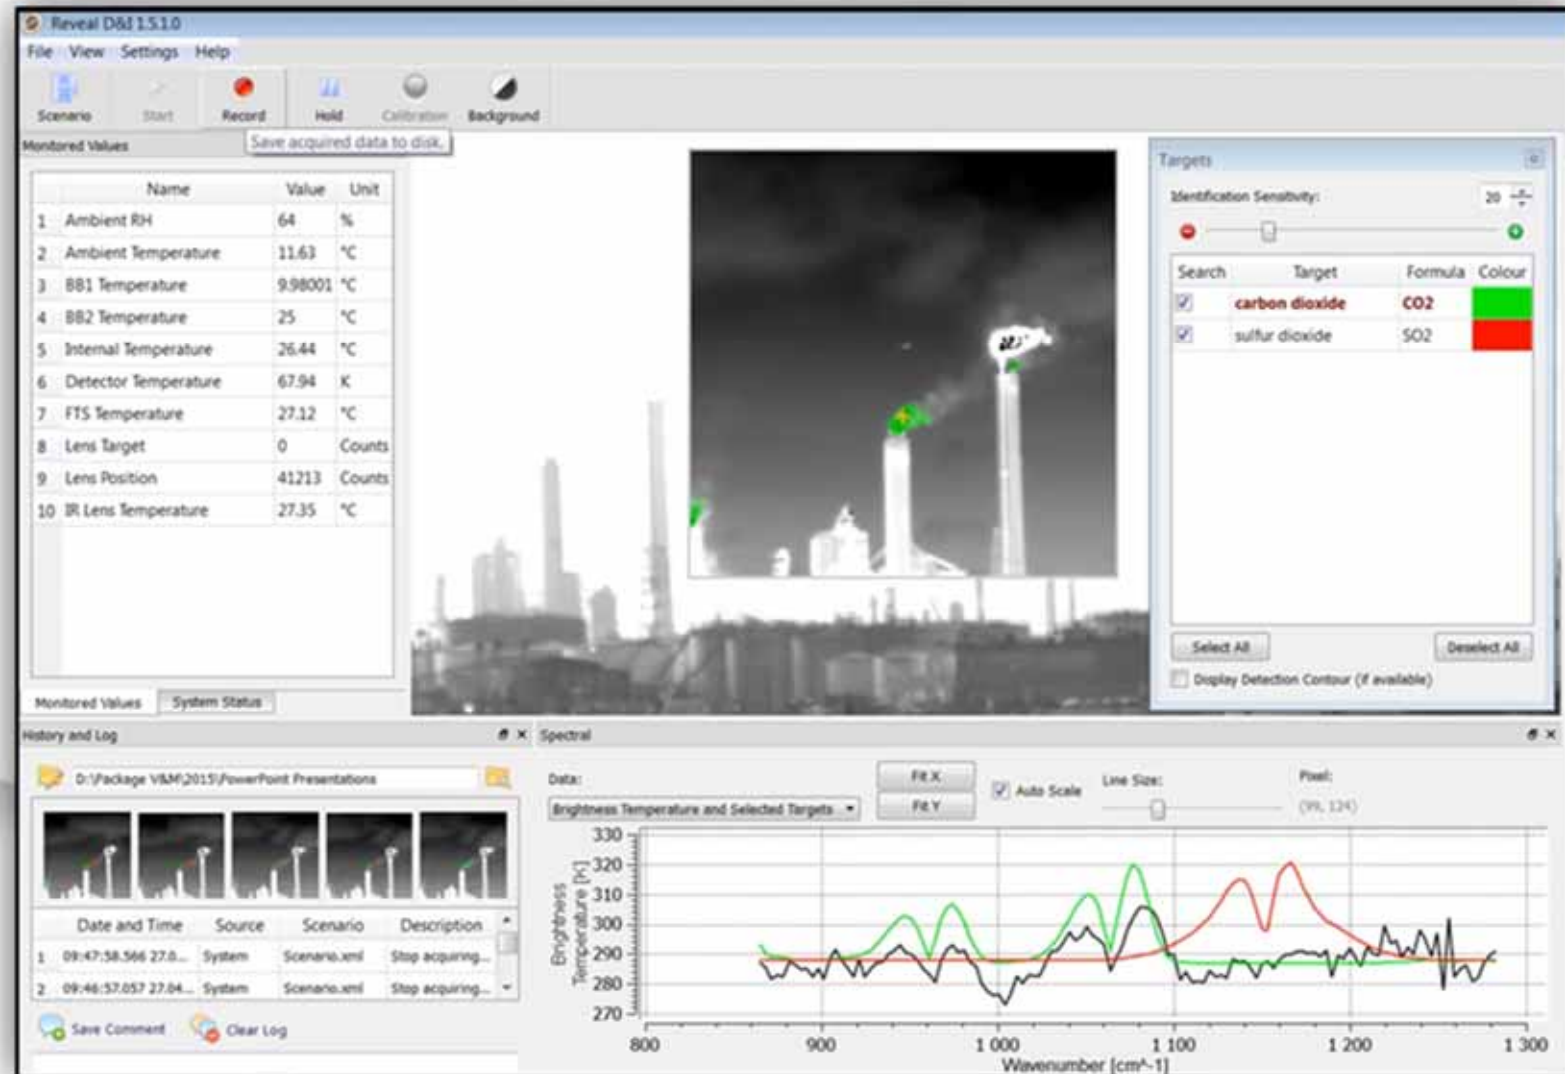 Reveal D&I 1.5.1.0
File View Settings Help
Scenario Start Record Hold Calibration Background
Save acquired data to disk.
Monitored Values
Name Value Unit
1 Ambient RH 64 %
2 Ambient Temperature 11.63 °C
3 BB1 Temperature 9.98001 °C
4 BB2 Temperature 25 °C
5 Internal Temperature 26.44 °C
6 Detector Temperature 67.94 K
7 FTS Temperature 27.12 °C
8 Lens Target 0 Counts
9 Lens Position 41213 Counts
10 IR Lens Temperature 27.35 °C
Monitored Values System Status
Targets
Identification Sensitivity: 20
Search Target Formula Colour
carbon dioxide CO2
sulfur dioxide SO2
Select All Deselect All
Display Detection Contour (if available)
History and Log
D:\Package V&M\2015\PowerPoint Presentations
Date and Time Source Scenario Description
1 09:47:58.566 27.0... System Scenario.xml Stop acquiring...
2 09:46:57.057 27.04... System Scenario.xml Stop acquiring...
Save Comment Clear Log
Spectral
Data: Fit X Auto Scale Line Size: Pixel:
Brightness Temperature and Selected Targets Fit Y (99, 124)
Brightness
Temperature [K]
330
320
310
300
290
280
270
800 900 1 000 1 100 1 200 1 300
Wavenumber [cm^-1]